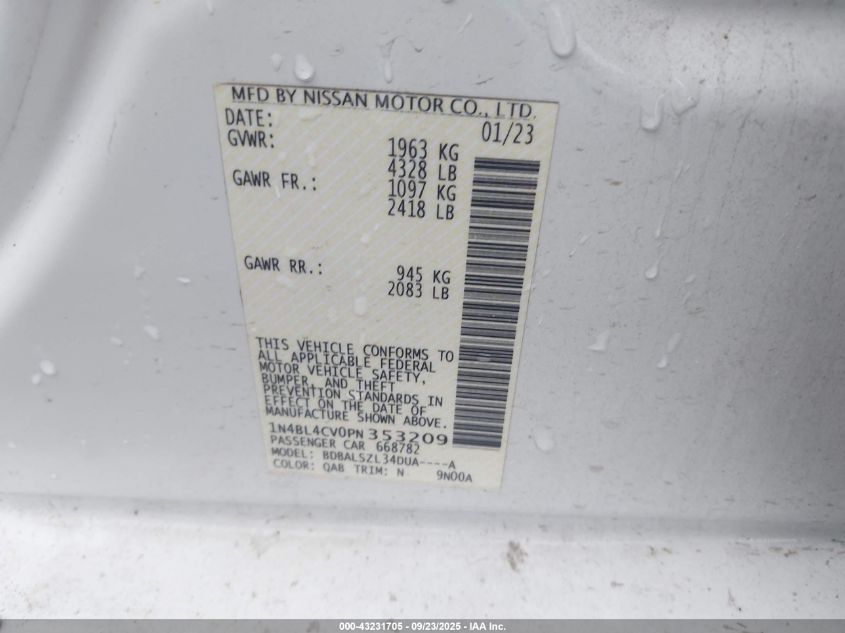 MFD BY NISSAN MOTOR CO., LTD.
DATE: 01/23
GVWR: 1963 KG
4328 LB
GAWR FR.: 1097 KG
2418 LB
GAWR RR.: 945 KG
2083 LB
THIS VEHICLE CONFORMS TO
ALL APPLICABLE FEDERAL
MOTOR VEHICLE SAFETY,
BUMPER, AND THEFT
PREVENTION STANDARDS IN
EFFECT ON THE DATE OF
MANUFACTURE SHOWN ABOVE.
1N4BL4CV0PN353209
PASSENGER CAR 668782
MODEL: BDBALSZL34DUA----A
COLOR: QAB TRIM: N 9N00A
000-43231705 - 09/23/2025 - IAA Inc.